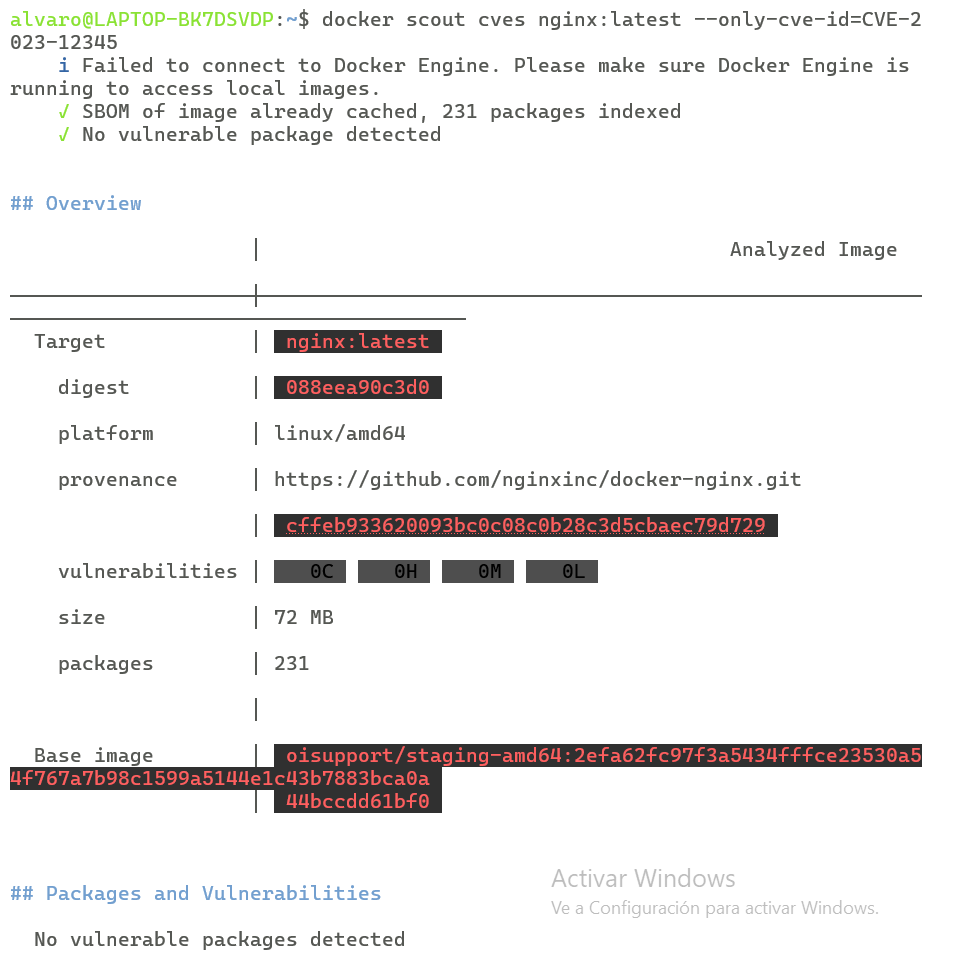 alvaro@LAPTOP-BK7DSVDP:~$ docker scout cves nginx:latest --only-cve-id=CVE-2
023-12345
i Failed to connect to Docker Engine. Please make sure Docker Engine is
running to access local images.
✓ SBOM of image already cached, 231 packages indexed
✓ No vulnerable package detected
## Overview
│ Analyzed Image
Target │ nginx:latest
digest │ 088eea90c3d0
platform │ linux/amd64
provenance │ https://github.com/nginxinc/docker-nginx.git
│ cffeb933620093bc0c08c0b28c3d5cbaec79d729
vulnerabilities │ 0C 0H 0M 0L
size │ 72 MB
packages │ 231
│
Base image │ oisupport/staging-amd64:2efa62fc97f3a5434fffce23530a5
4f767a7b98c1599a5144e1c43b7883bca0a
│ 44bccdd61bf0
## Packages and Vulnerabilities
No vulnerable packages detected
Activar Windows
Ve a Configuración para activar Windows.